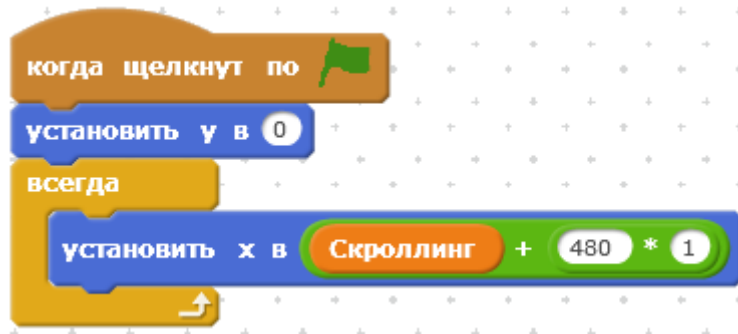 когда щелкнут по
установить y в 0
всегда
установить x в Скроллинг + 480 * 1